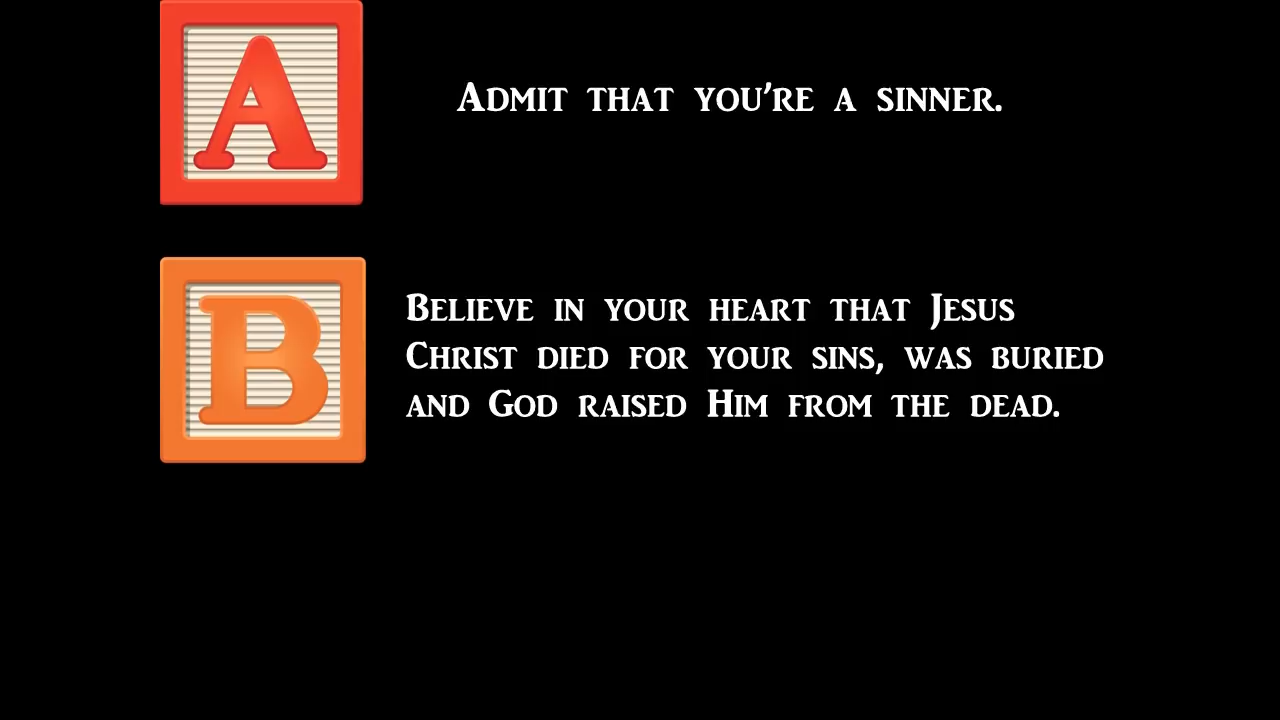 A
Admit that you're a sinner.
B
Believe in your heart that Jesus
Christ died for your sins, was buried
and God raised Him from the dead.